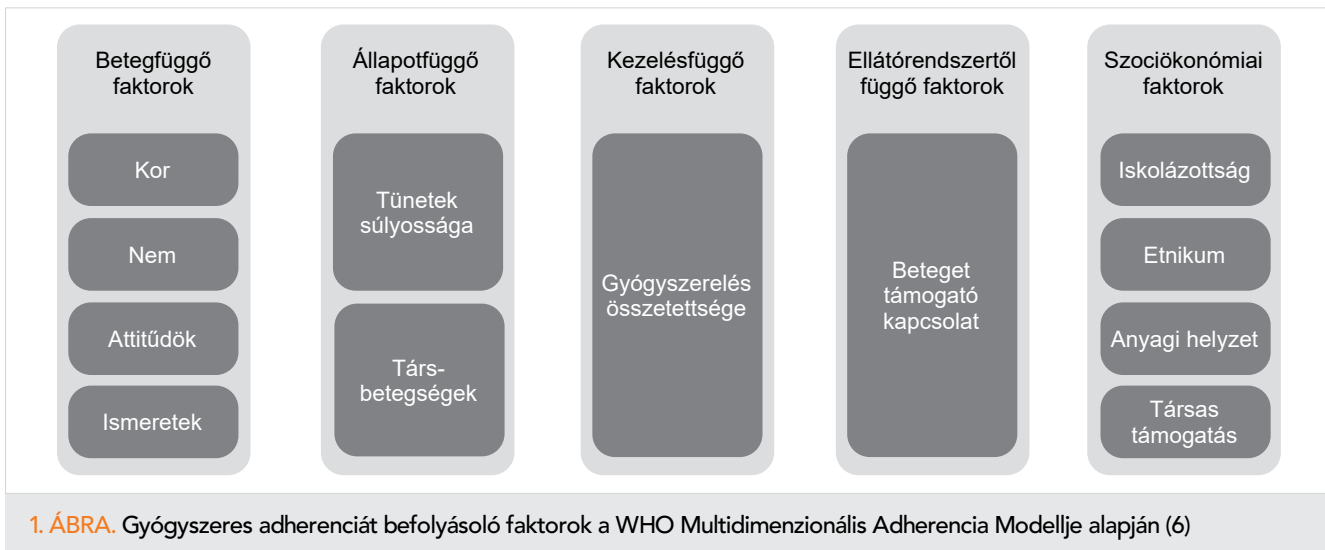 Betegfüggő
faktorok
Kor
Nem
Attitűdök
Ismeretek
Állapotfüggő
faktorok
Tünetek
súlyossága
Társ-
betegségek
Kezelésfüggő
faktorok
Gyógyszerelés
összetettsége
Ellátórendszertől
függő faktorok
Beteget
támogató
kapcsolat
Szociökonómiai
faktorok
Iskolázottság
Etnikum
Anyagi helyzet
Társas
támogatás
1. ÁBRA. Gyógyszeres adherenciát befolyásoló faktorok a WHO Multidimenzionális Adherencia Modellje alapján (6)